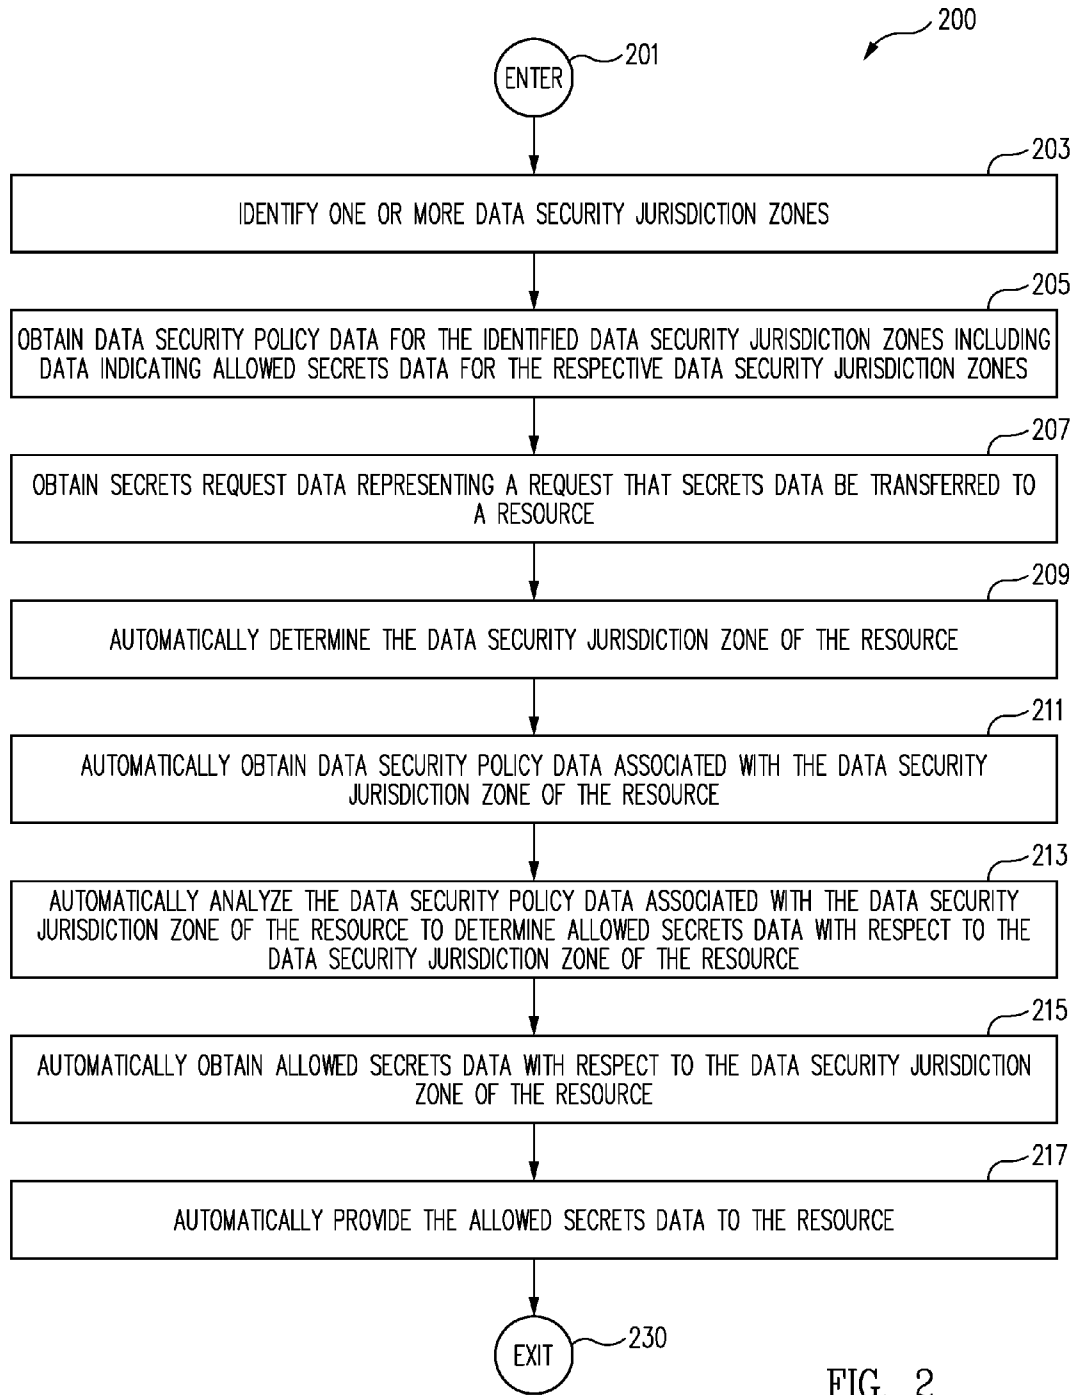 200
201
ENTER
203
IDENTIFY ONE OR MORE DATA SECURITY JURISDICTION ZONES
205
OBTAIN DATA SECURITY POLICY DATA FOR THE IDENTIFIED DATA SECURITY JURISDICTION ZONES INCLUDING
DATA INDICATING ALLOWED SECRETS DATA FOR THE RESPECTIVE DATA SECURITY JURISDICTION ZONES.
207
OBTAIN SECRETS REQUEST DATA REPRESENTING A REQUEST THAT SECRETS DATA BE TRANSFERRED TO
A RESOURCE
209
AUTOMATICALLY DETERMINE THE DATA SECURITY JURISDICTION ZONE OF THE RESOURCE
211
AUTOMATICALLY OBTAIN DATA SECURITY POLICY DATA ASSOCIATED WITH THE DATA SECURITY
JURISDICTION ZONE OF THE RESOURCE
213
AUTOMATICALLY ANALYZE THE DATA SECURITY POLICY DATA ASSOCIATED WITH THE DATA SECURITY
JURISDICTION ZONE OF THE RESOURCE TO DETERMINE ALLOWED SECRETS DATA WITH RESPECT TO THE
DATA SECURITY JURISDICTION ZONE OF THE RESOURCE
215
AUTOMATICALLY OBTAIN ALLOWED SECRETS DATA WITH RESPECT TO THE DATA SECURITY JURISDICTION
ZONE OF THE RESOURCE
217
AUTOMATICALLY PROVIDE THE ALLOWED SECRETS DATA TO THE RESOURCE
EXIT
230
FIG. 2